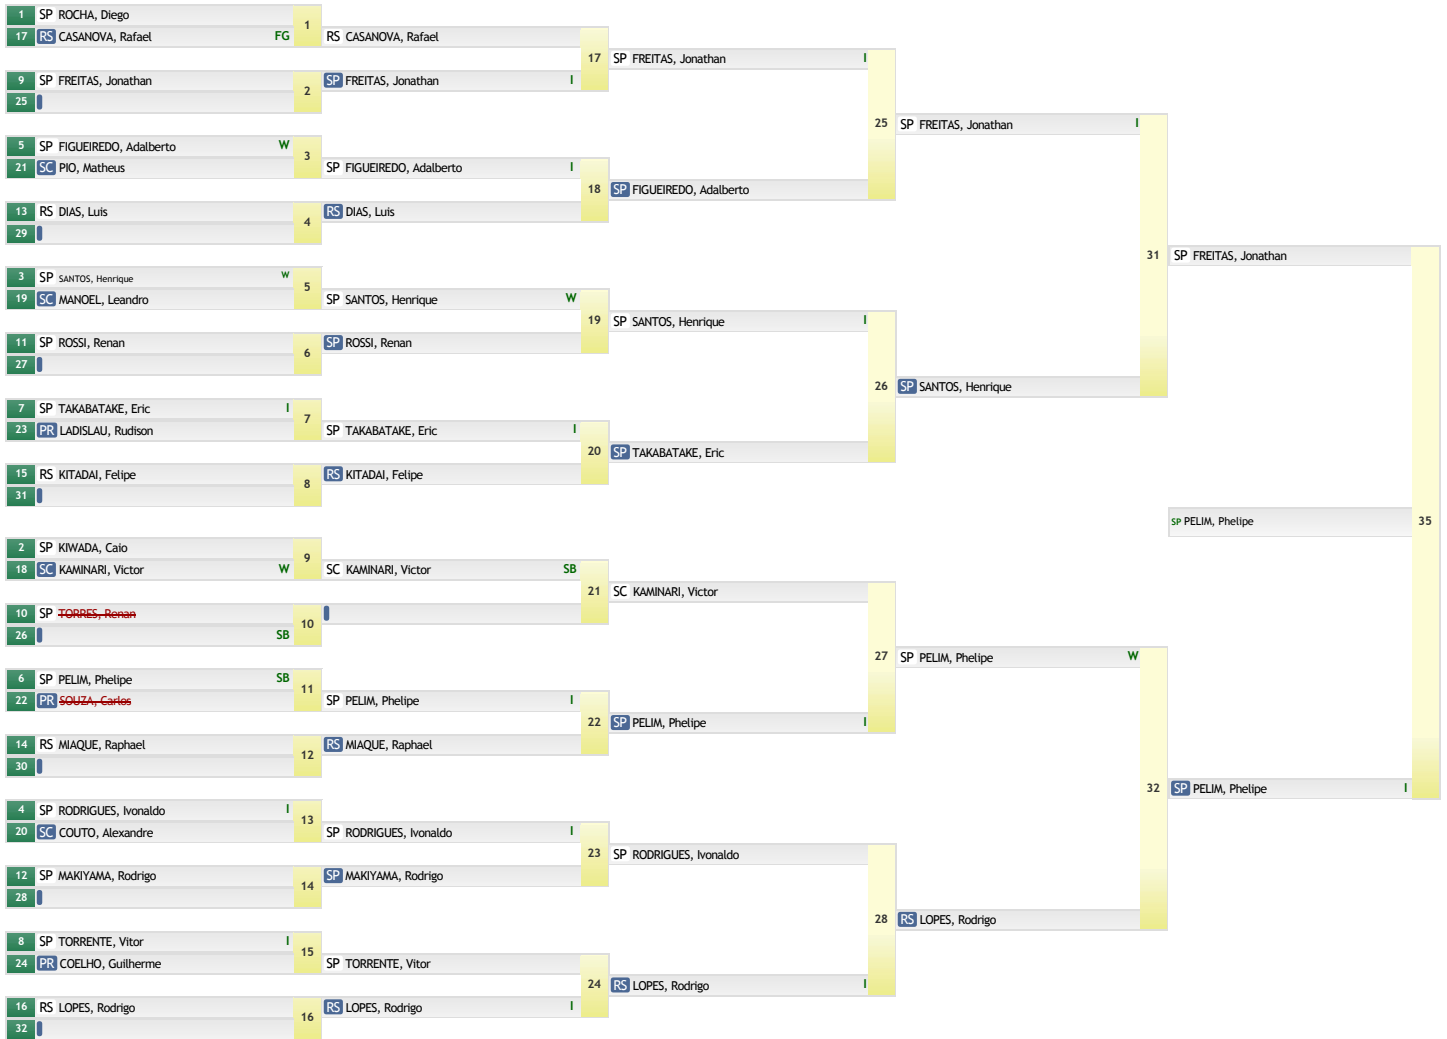 1 SP ROCHA, Diego
17 RS CASANOVA, Rafael FG
1
RS CASANOVA, Rafael
9 SP FREITAS, Jonathan
25
2
SP FREITAS, Jonathan I
17
SP FREITAS, Jonathan I
5 SP FIGUEIREDO, Adalberto W
21 SC PIO, Matheus
3
SP FIGUEIREDO, Adalberto I
13 RS DIAS, Luis
29
4
RS DIAS, Luis
18
SP FIGUEIREDO, Adalberto
25
SP FREITAS, Jonathan I
3 SP SANTOS, Henrique W
19 SC MANOEL, Leandro
5
SP SANTOS, Henrique W
11 SP ROSSI, Renan
27
6
SP ROSSI, Renan
19
SP SANTOS, Henrique I
7 SP TAKABATAKE, Eric I
23 PR LADISLAU, Rudison
7
SP TAKABATAKE, Eric I
15 RS KITADAI, Felipe
31
8
RS KITADAI, Felipe
20
SP TAKABATAKE, Eric
26
SP SANTOS, Henrique
31
SP FREITAS, Jonathan
2 SP KIWADA, Caio
18 SC KAMINARI, Victor W
9
SC KAMINARI, Victor SB
10 SP TORRES, Renan
26 SB
10
21
SC KAMINARI, Victor
6 SP PELIM, Phelipe SB
22 PR SOUZA, Carlos
11
SP PELIM, Phelipe I
14 RS MIAQUE, Raphael
30
12
RS MIAQUE, Raphael
22
SP PELIM, Phelipe I
27
SP PELIM, Phelipe W
4 SP RODRIGUES, Ivonaldo I
20 SC COUTO, Alexandre
13
SP RODRIGUES, Ivonaldo I
12 SP MAKIYAMA, Rodrigo
28
14
SP MAKIYAMA, Rodrigo
23
SP RODRIGUES, Ivonaldo
8 SP TORRENTE, Vitor I
24 PR COELHO, Guilherme
15
SP TORRENTE, Vitor
16 RS LOPES, Rodrigo
32
16
RS LOPES, Rodrigo I
24
RS LOPES, Rodrigo I
28
RS LOPES, Rodrigo
32
SP PELIM, Phelipe I
35
SP PELIM, Phelipe